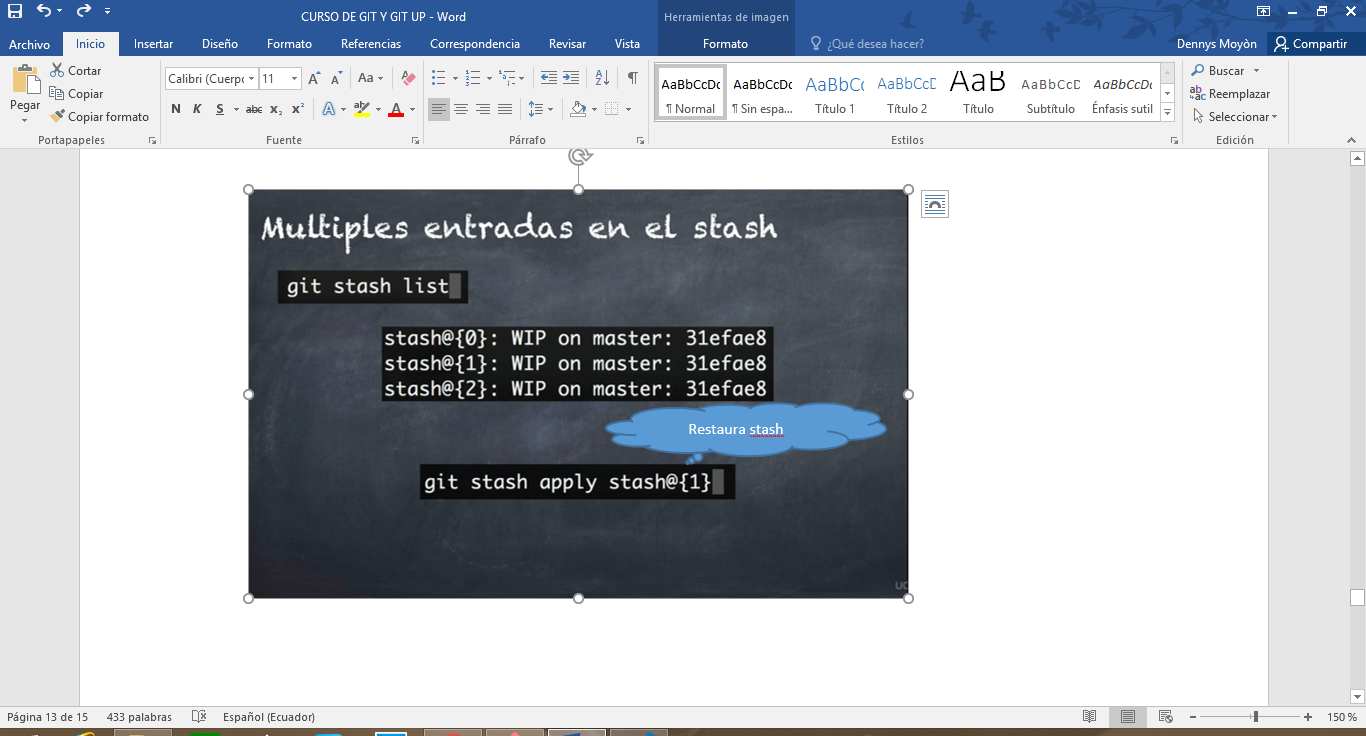 CURSO DE GIT Y GIT UP - Word
Herramientas de imagen
Archivo Inicio Insertar Diseño Formato Referencias Correspondencia Revisar Vista Formato ¿Qué desea hacer? Dennys Moyòn Compartir
Pegar
Cortar
Copiar
Copiar formato
Portapapeles
Calibri (Cuerpo 11
N K S abc x₂ x²
Fuente
Párrafo
AaBbCcDc AaBbCcDc AaBbCc AaBbCcD AaB AaBbCcD AaBbCcDc
¶ Normal ¶ Sin espa... Título 1 Título 2 Título Subtítulo Énfasis sutil
Estilos
Buscar
Reemplazar
Seleccionar
Edición
Multiples entradas en el stash
git stash list
stash@{0}: WIP on master: 31efae8
stash@{1}: WIP on master: 31efae8
stash@{2}: WIP on master: 31efae8
Restaura stash
git stash apply stash@{1}
Página 13 de 15 433 palabras Español (Ecuador) 150 %